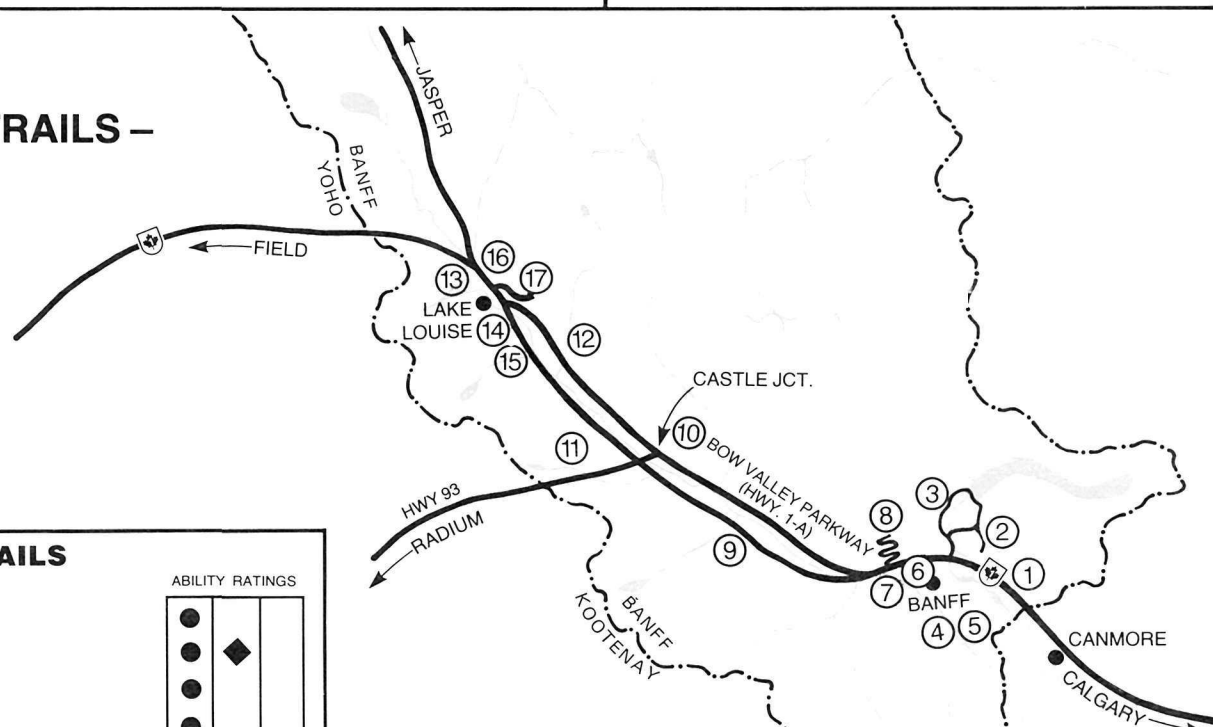 RAILS –
JASPER
BANFF
YOHO
FIELD
16
13
17
LAKE
LOUISE
14
15
12
CASTLE JCT.
10
11
BOW VALLEY PARKWAY
(HWY. 1-A)
HWY 93
RADIUM
3
8
2
9
6
1
7
BANFF
4
5
BANFF
KOOTENAY
CANMORE
CALGARY
AILS
ABILITY RATINGS